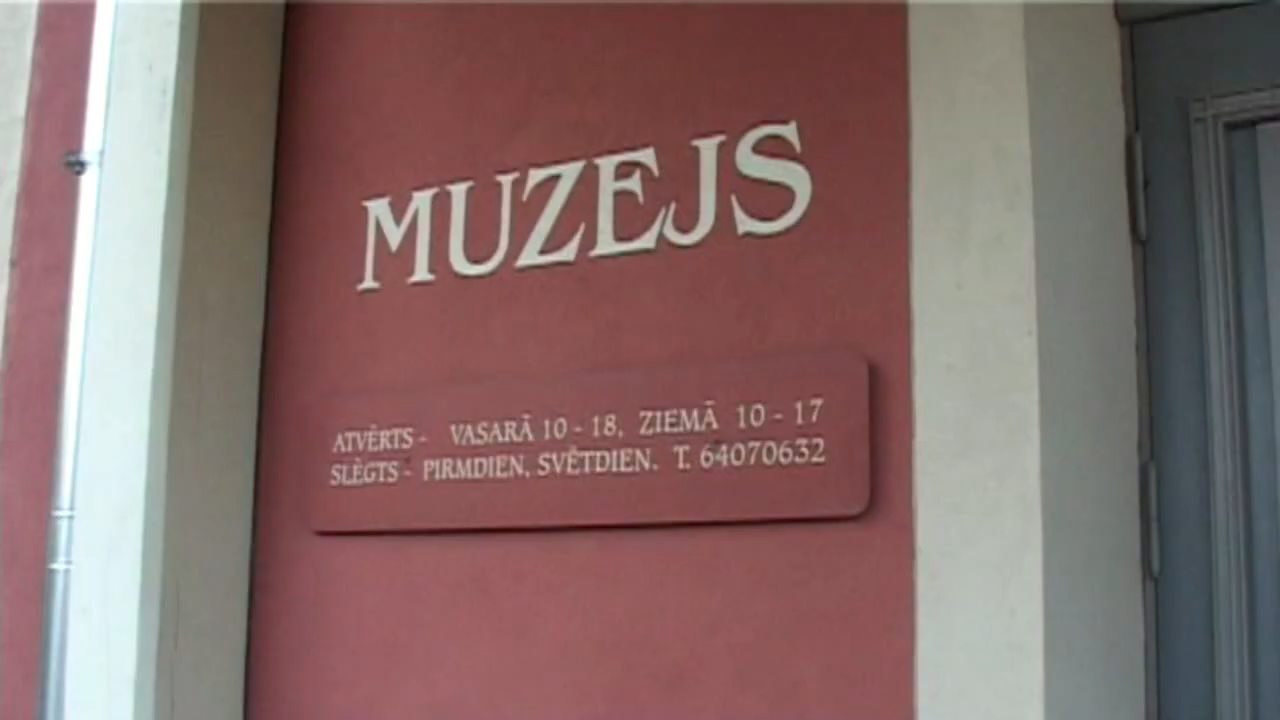 MUZEJS
ATVĒRTS - VASARĀ 10 - 18, ZIEMĀ 10 - 17
SLĒGTS - PIRMDIEN, SVĒTDIEN. T. 64070632